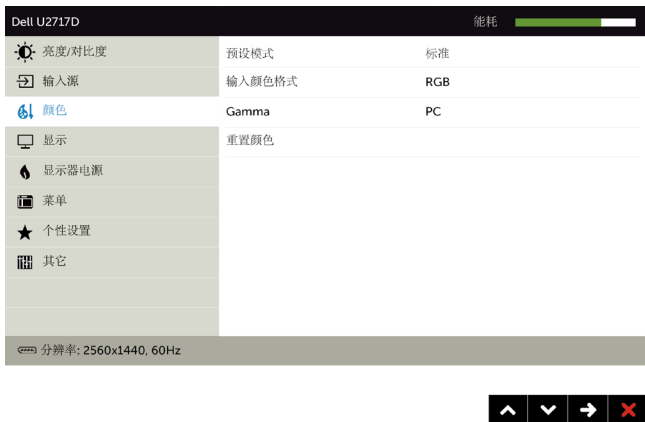 Dell U2717D 能耗
亮度/对比度 预设模式 标准
输入源 输入颜色格式 RGB
颜色 Gamma PC
显示 重置颜色
显示器电源
菜单
个性设置
其它
分辨率: 2560x1440, 60Hz